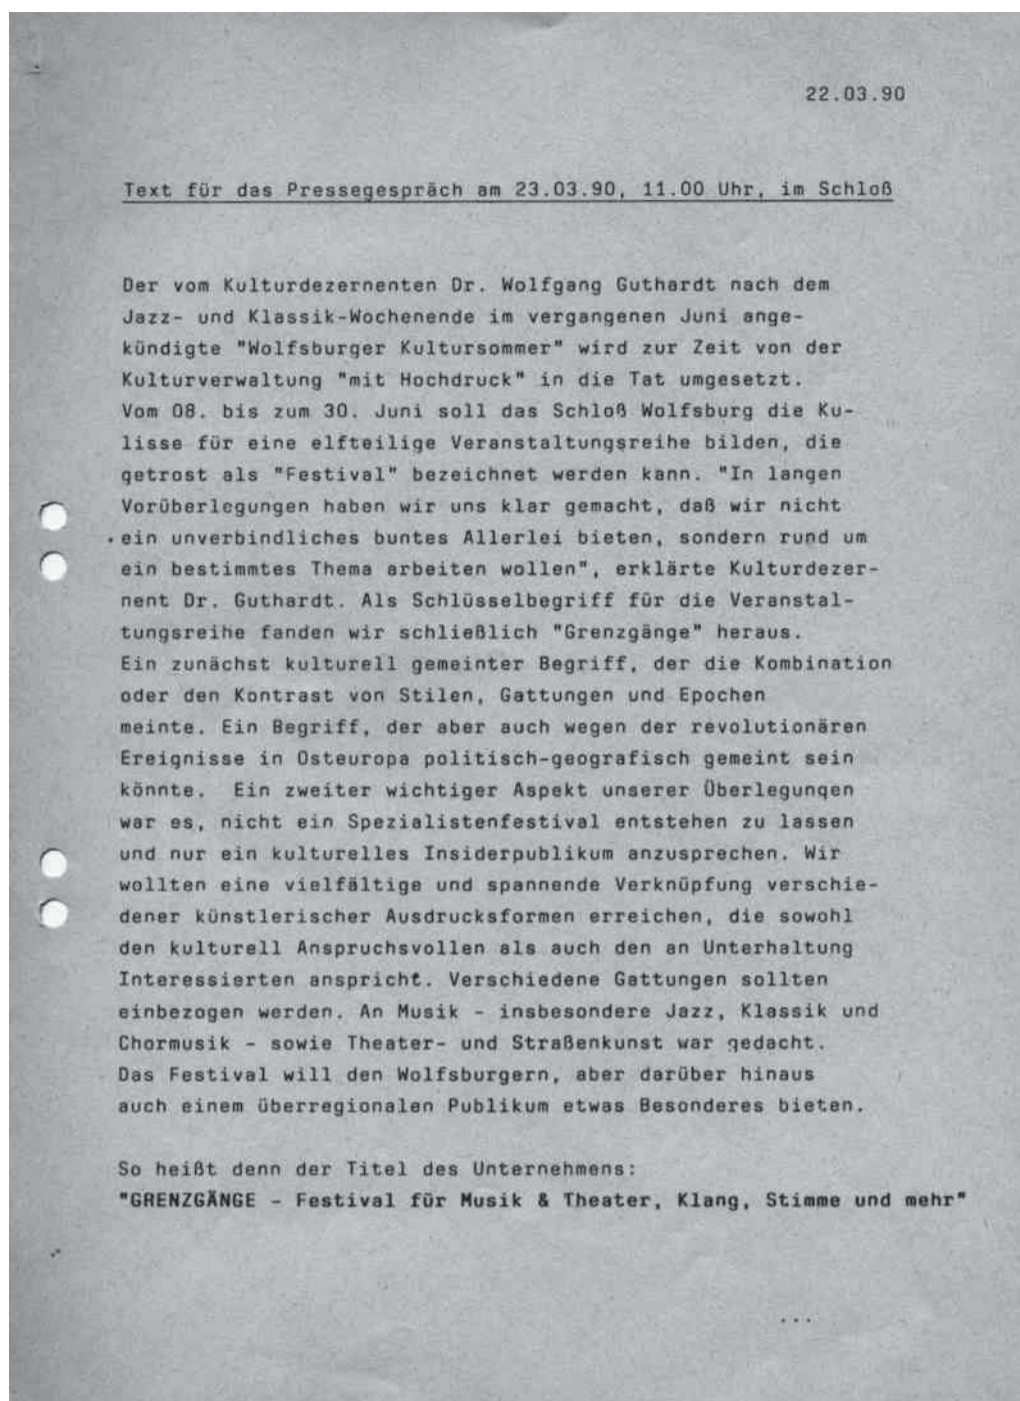 22.03.90
Text für das Pressegespräch am 23.03.90, 11.00 Uhr, im Schloß
Der vom Kulturdezernenten Dr. Wolfgang Guthardt nach dem
Jazz- und Klassik-Wochenende im vergangenen Juni ange-
kündigte "Wolfsburger Kultursommer" wird zur Zeit von der
Kulturverwaltung "mit Hochdruck" in die Tat umgesetzt.
Vom 08. bis zum 30. Juni soll das Schloß Wolfsburg die Ku-
lisse für eine elfteilige Veranstaltungsreihe bilden, die
getrost als "Festival" bezeichnet werden kann. "In langen
Vorüberlegungen haben wir uns klar gemacht, daß wir nicht
ein unverbindliches buntes Allerlei bieten, sondern rund um
ein bestimmtes Thema arbeiten wollen", erklärte Kulturdezer-
nent Dr. Guthardt. Als Schlüsselbegriff für die Veranstal-
tungsreihe fanden wir schließlich "Grenzgänge" heraus.
Ein zunächst kulturell gemeinter Begriff, der die Kombination
oder den Kontrast von Stilen, Gattungen und Epochen
meinte. Ein Begriff, der aber auch wegen der revolutionären
Ereignisse in Osteuropa politisch-geografisch gemeint sein
könnte.  Ein zweiter wichtiger Aspekt unserer Überlegungen
war es, nicht ein Spezialistenfestival entstehen zu lassen
und nur ein kulturelles Insiderpublikum anzusprechen. Wir
wollten eine vielfältige und spannende Verknüpfung verschie-
dener künstlerischer Ausdrucksformen erreichen, die sowohl
den kulturell Anspruchsvollen als auch den an Unterhaltung
Interessierten anspricht. Verschiedene Gattungen sollten
einbezogen werden. An Musik - insbesondere Jazz, Klassik und
Chormusik - sowie Theater- und Straßenkunst war gedacht.
Das Festival will den Wolfsburgern, aber darüber hinaus
auch einem überregionalen Publikum etwas Besonderes bieten.
So heißt denn der Titel des Unternehmens:
"GRENZGÄNGE - Festival für Musik & Theater, Klang, Stimme und mehr"
...